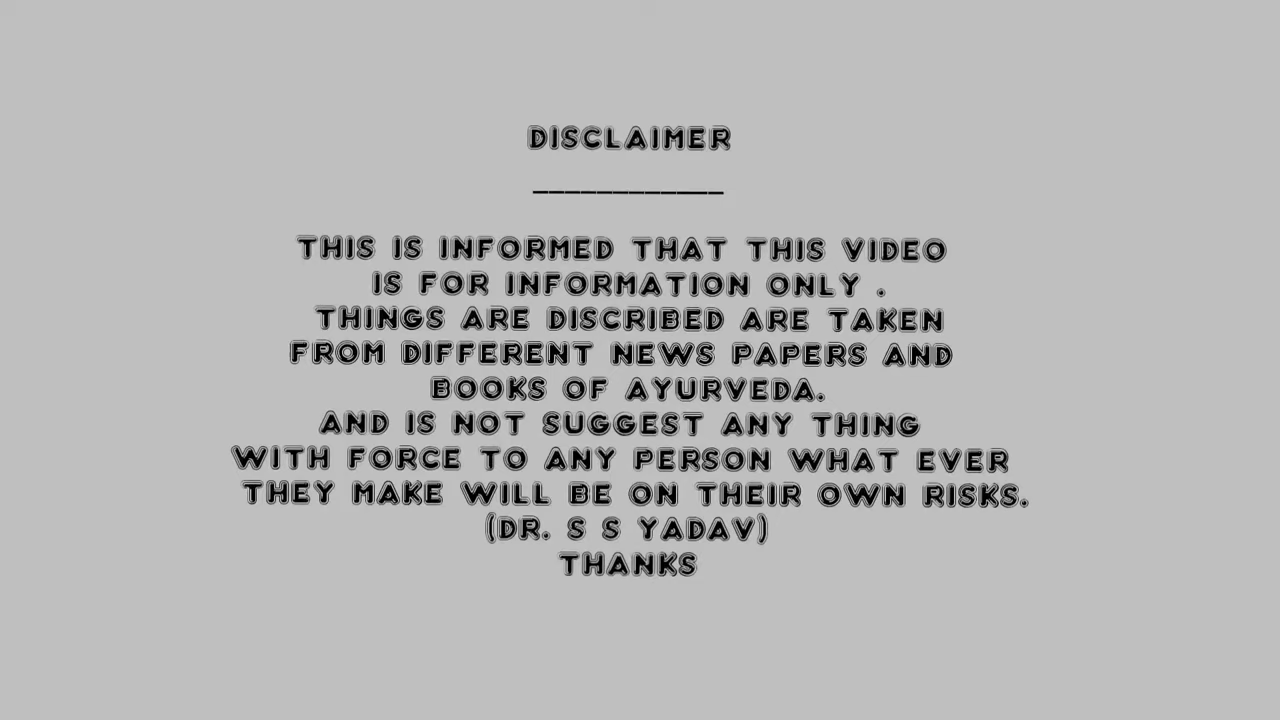 DISCLAIMER
____________
THIS IS INFORMED THAT THIS VIDEO
IS FOR INFORMATION ONLY .
THINGS ARE DISCRIBED ARE TAKEN
FROM DIFFERENT NEWS PAPERS AND
BOOKS OF AYURVEDA.
AND IS NOT SUGGEST ANY THING
WITH FORCE TO ANY PERSON WHAT EVER
THEY MAKE WILL BE ON THEIR OWN RISKS.
(DR. S S YADAV)
THANKS